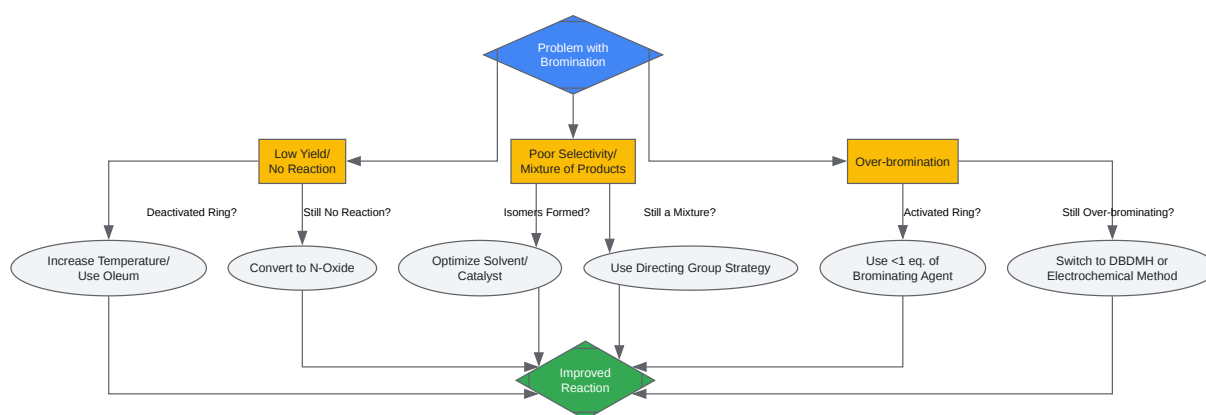 Problem with
Bromination
Low Yield/
No Reaction
Poor Selectivity/
Mixture of Products
Over-bromination
Deactivated Ring?
Still No Reaction?
Isomers Formed?
Still a Mixture?
Activated Ring?
Still Over-brominating?
Increase Temperature/
Use Oleum
Convert to N-Oxide
Optimize Solvent/
Catalyst
Use Directing Group Strategy
Use <1 eq. of
Brominating Agent
Switch to DBDMH or
Electrochemical Method
Improved
Reaction